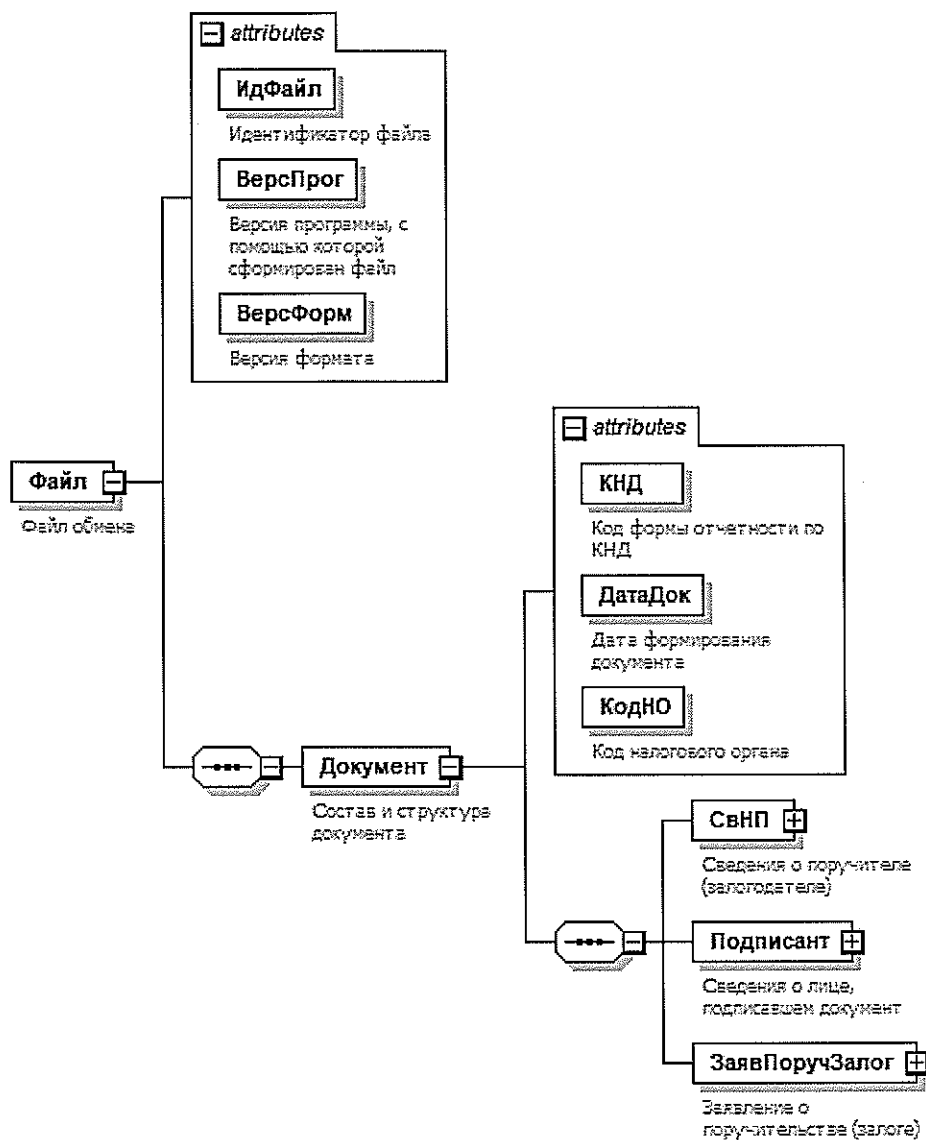 attributes
ИдФайл
Идентификатор файла
ВерсПрог
Версия программы, с
помощью которой
сформирован файл
ВерсФорм
Версия формата
Файл
Файл обмена
attributes
КНД
Код формы отчетности по
КНД
ДатаДок
Дата формирования
документа
КодНО
Код налогового органа
Документ
Состав и структура
документа
СвНП
Сведения о поручителе
(залогодателе)
Подписант
Сведения о лице,
подписавшем документ
ЗаявПоручЗалог
Заявление о
поручительстве (залоге)